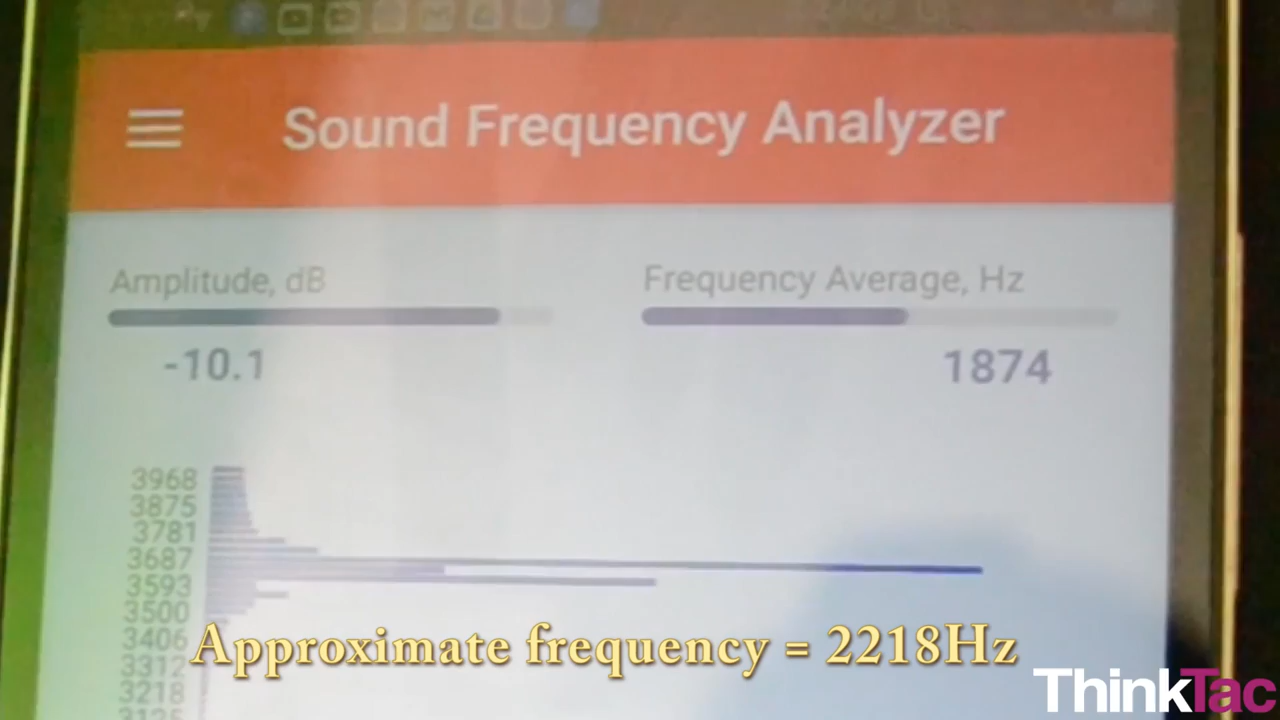 Sound Frequency Analyzer
Amplitude, dB
Frequency Average, Hz
-10.1
1874
3968
3875
3781
3687
3593
3500
3406
3312
3218
3125
Approximate frequency = 2218Hz
ThinkTac